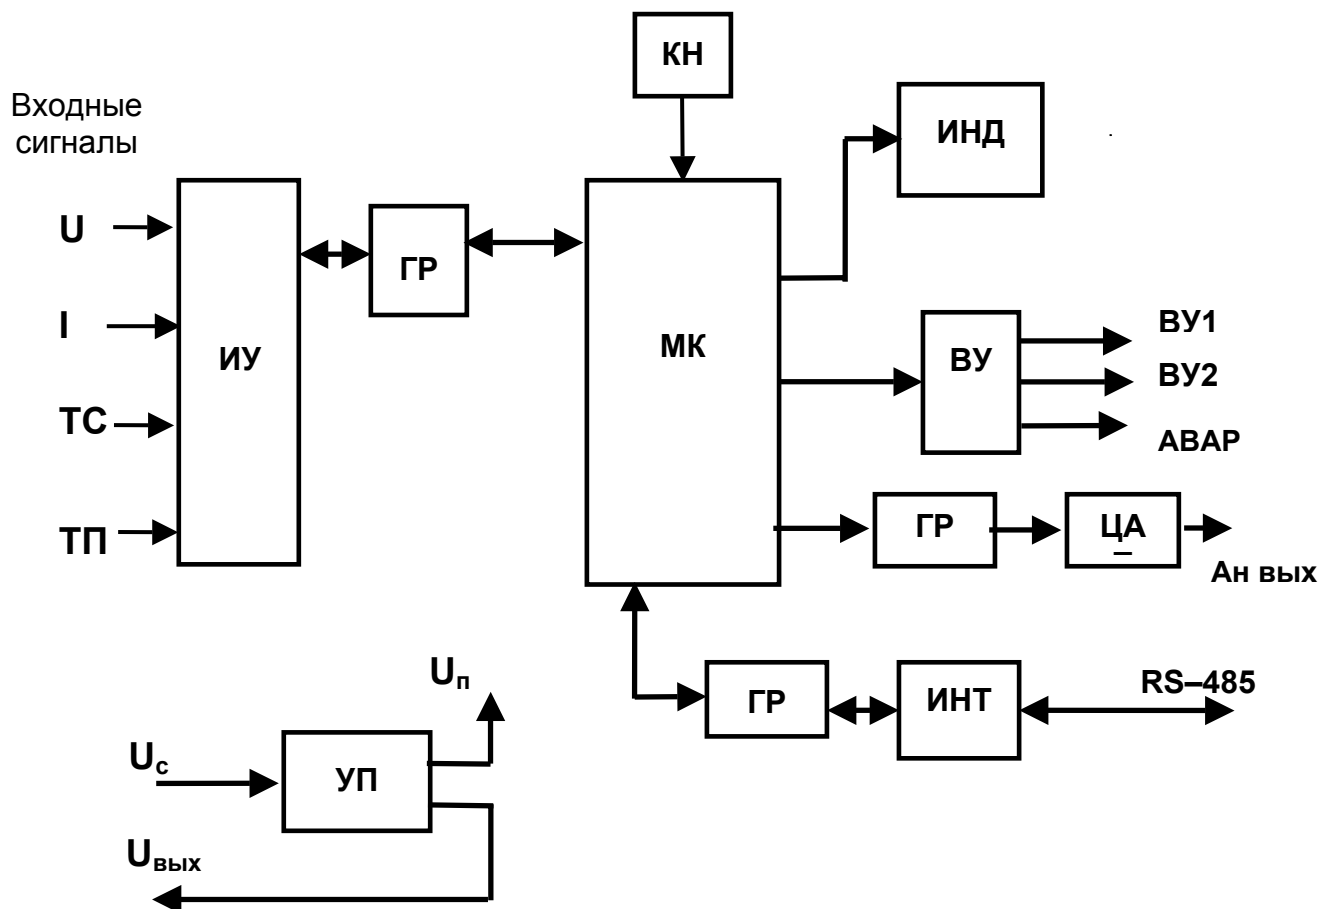 КН
ИНД
Входные
сигналы
U
I
ТС
ТП
ИУ
ГР
МК
ВУ
ВУ1
ВУ2
АВАР
ГР
ЦА
Ан вых
ГР
ИНТ
RS–485
Uп
Uс
УП
Uвых